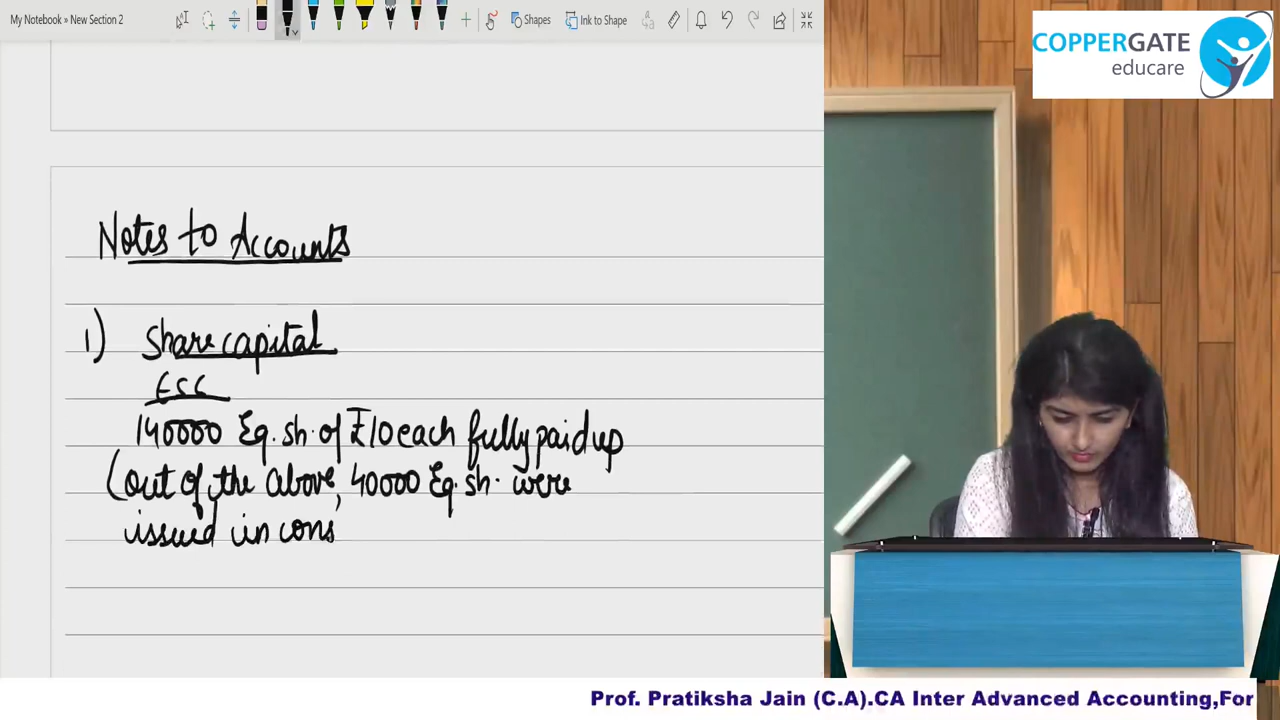 My Notebook » New Section 2
Shapes
Ink to Shape
COPPERGATE
educare
Notes to Accounts
1) Share capital
ESC
140000 Eq. sh. of ₹10 each fully paid up
(out of the above, 40000 Eq. sh. were
issued in cons
Prof. Pratiksha Jain (C.A).CA Inter Advanced Accounting,For